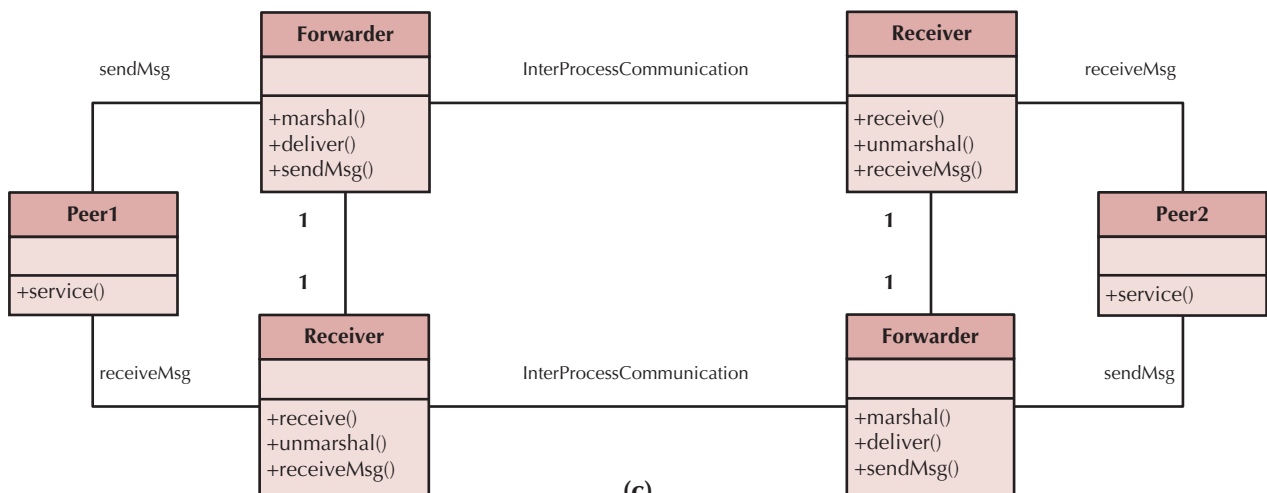 Forwarder
Receiver
sendMsg
InterProcessCommunication
receiveMsg
+marshal()
+deliver()
+sendMsg()
+receive()
+unmarshal()
+receiveMsg()
Peer1
1
1
Peer2
+service()
1
1
+service()
Receiver
Forwarder
receiveMsg
InterProcessCommunication
sendMsg
+receive()
+unmarshal()
+receiveMsg()
+marshal()
+deliver()
+sendMsg()
(c)